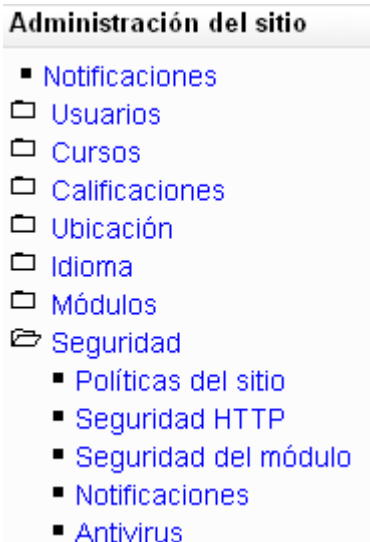 Administración del sitio
Notificaciones
Usuarios
Cursos
Calificaciones
Ubicación
Idioma
Módulos
Seguridad
Políticas del sitio
Seguridad HTTP
Seguridad del módulo
Notificaciones
Antivirus